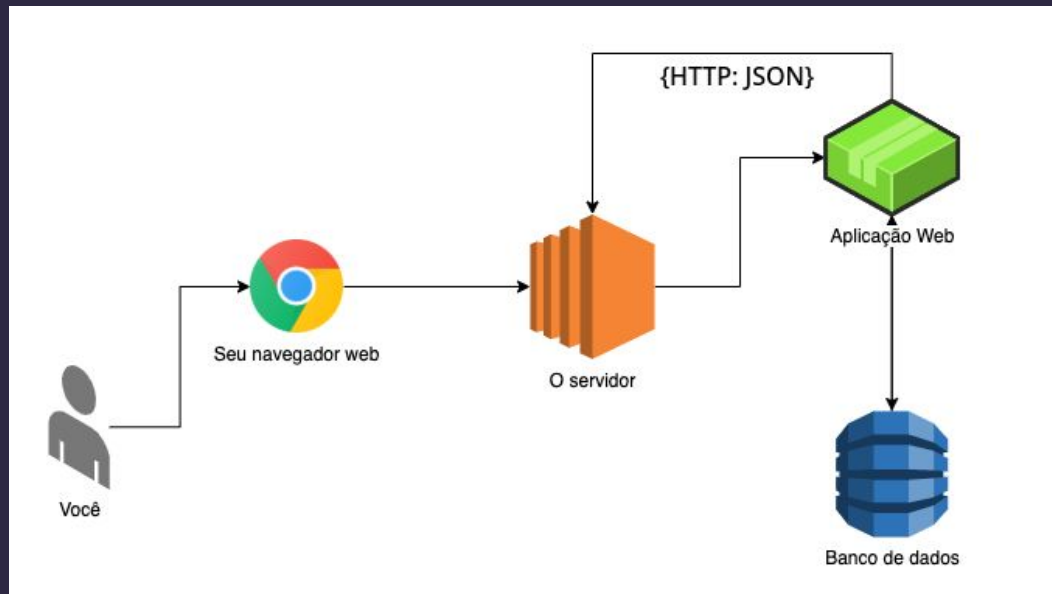 {HTTP: JSON}
Aplicação Web
Seu navegador web
O servidor
Você
Banco de dados